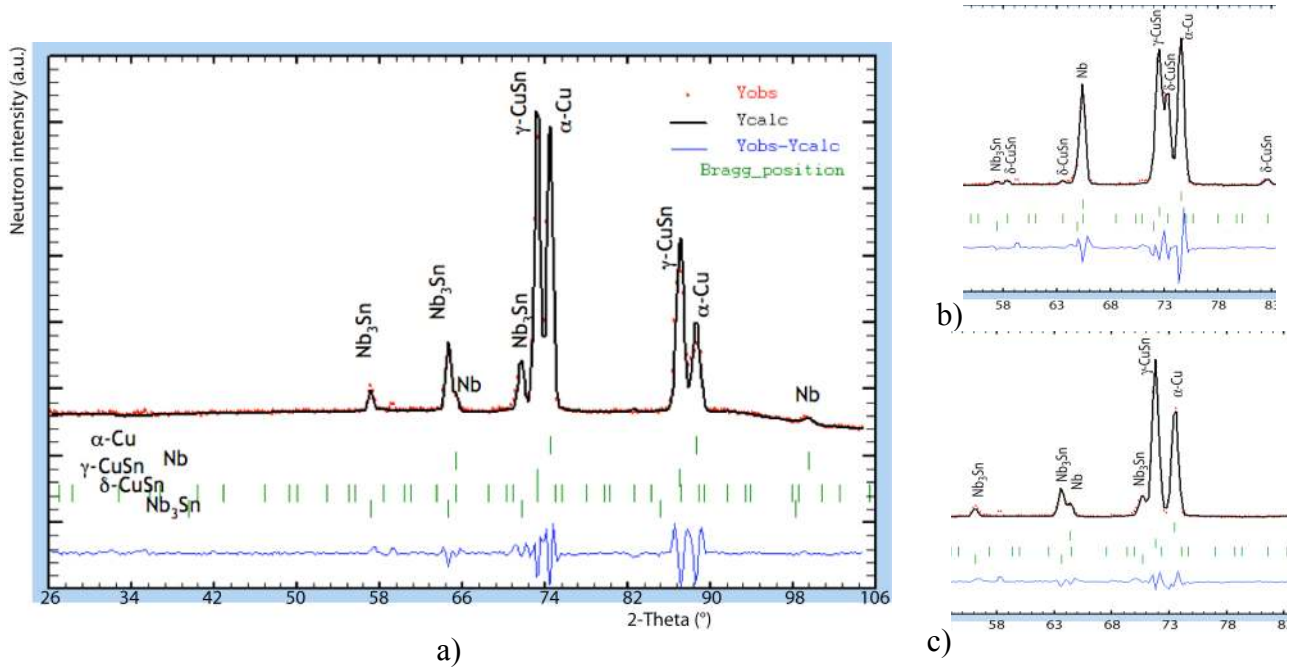 Neutron intensity (a.u.)
γ-CuSn
α-Cu
Yobs
Ycalc
Yobs-Ycalc
Bragg_position
Nb₃Sn
Nb₃Sn
Nb
Nb₃Sn
γ-CuSn
α-Cu
Nb
α-Cu
γ-CuSn Nb
δ-CuSn
Nb₃Sn
26 34 42 58 66 74 82 90 98 106
2-Theta (°)
a)
Nb₃Sn
δ-CuSn
δ-CuSn
Nb
γ-CuSn
δ-CuSn
α-Cu
δ-CuSn
58 63 68 73 78 83
b)
Nb₃Sn
Nb₃Sn
Nb
Nb₃Sn
γ-CuSn
α-Cu
58 63 68 73 78 8
c)